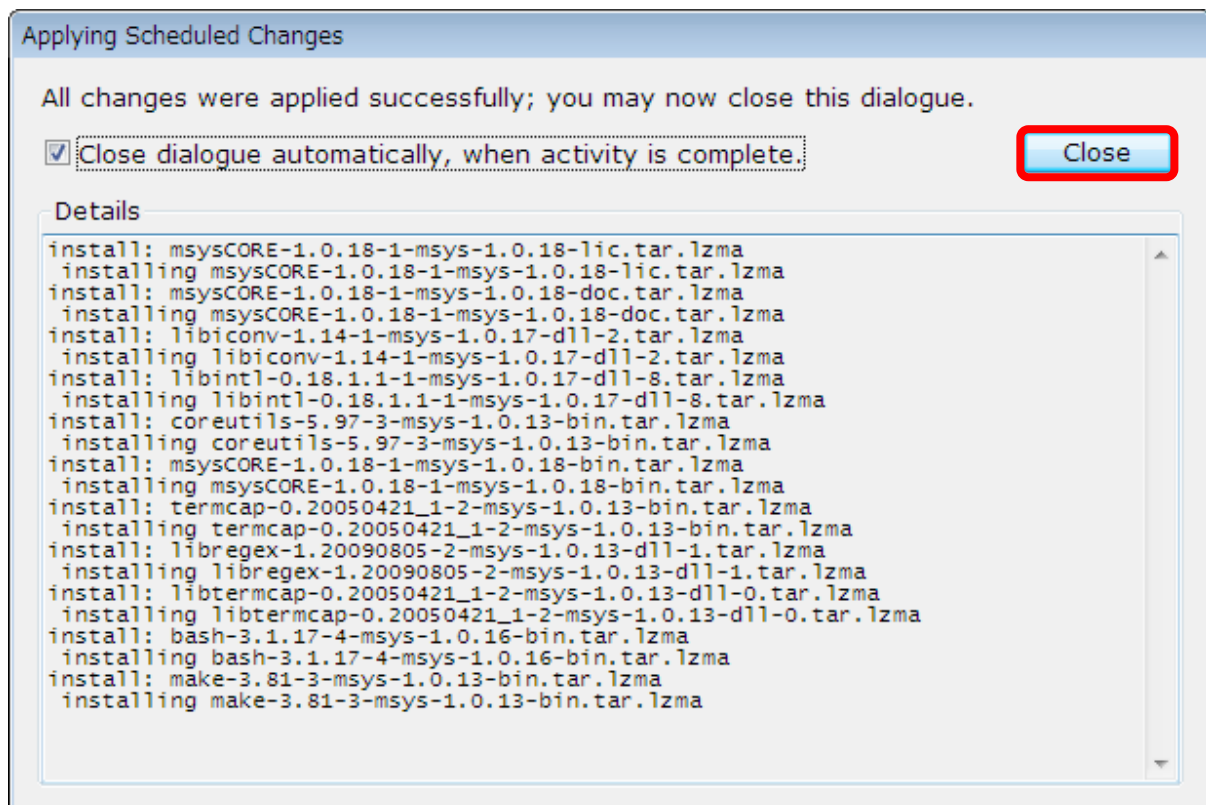 Applying Scheduled Changes
All changes were applied successfully; you may now close this dialogue.
Close dialogue automatically, when activity is complete.
Close
Details
install: msysCORE-1.0.18-1-msys-1.0.18-lic.tar.lzma
installing msysCORE-1.0.18-1-msys-1.0.18-lic.tar.lzma
install: msysCORE-1.0.18-1-msys-1.0.18-doc.tar.lzma
installing msysCORE-1.0.18-1-msys-1.0.18-doc.tar.lzma
install: libiconv-1.14-1-msys-1.0.17-dll-2.tar.lzma
installing libiconv-1.14-1-msys-1.0.17-dll-2.tar.lzma
install: libintl-0.18.1.1-1-msys-1.0.17-dll-8.tar.lzma
installing libintl-0.18.1.1-1-msys-1.0.17-dll-8.tar.lzma
install: coreutils-5.97-3-msys-1.0.13-bin.tar.lzma
installing coreutils-5.97-3-msys-1.0.13-bin.tar.lzma
install: msysCORE-1.0.18-1-msys-1.0.18-bin.tar.lzma
installing msysCORE-1.0.18-1-msys-1.0.18-bin.tar.lzma
install: termcap-0.20050421_1-2-msys-1.0.13-bin.tar.lzma
installing termcap-0.20050421_1-2-msys-1.0.13-bin.tar.lzma
install: libregex-1.20090805-2-msys-1.0.13-dll-1.tar.lzma
installing libregex-1.20090805-2-msys-1.0.13-dll-1.tar.lzma
install: libtermcap-0.20050421_1-2-msys-1.0.13-dll-0.tar.lzma
installing libtermcap-0.20050421_1-2-msys-1.0.13-dll-0.tar.lzma
install: bash-3.1.17-4-msys-1.0.16-bin.tar.lzma
installing bash-3.1.17-4-msys-1.0.16-bin.tar.lzma
install: make-3.81-3-msys-1.0.13-bin.tar.lzma
installing make-3.81-3-msys-1.0.13-bin.tar.lzma